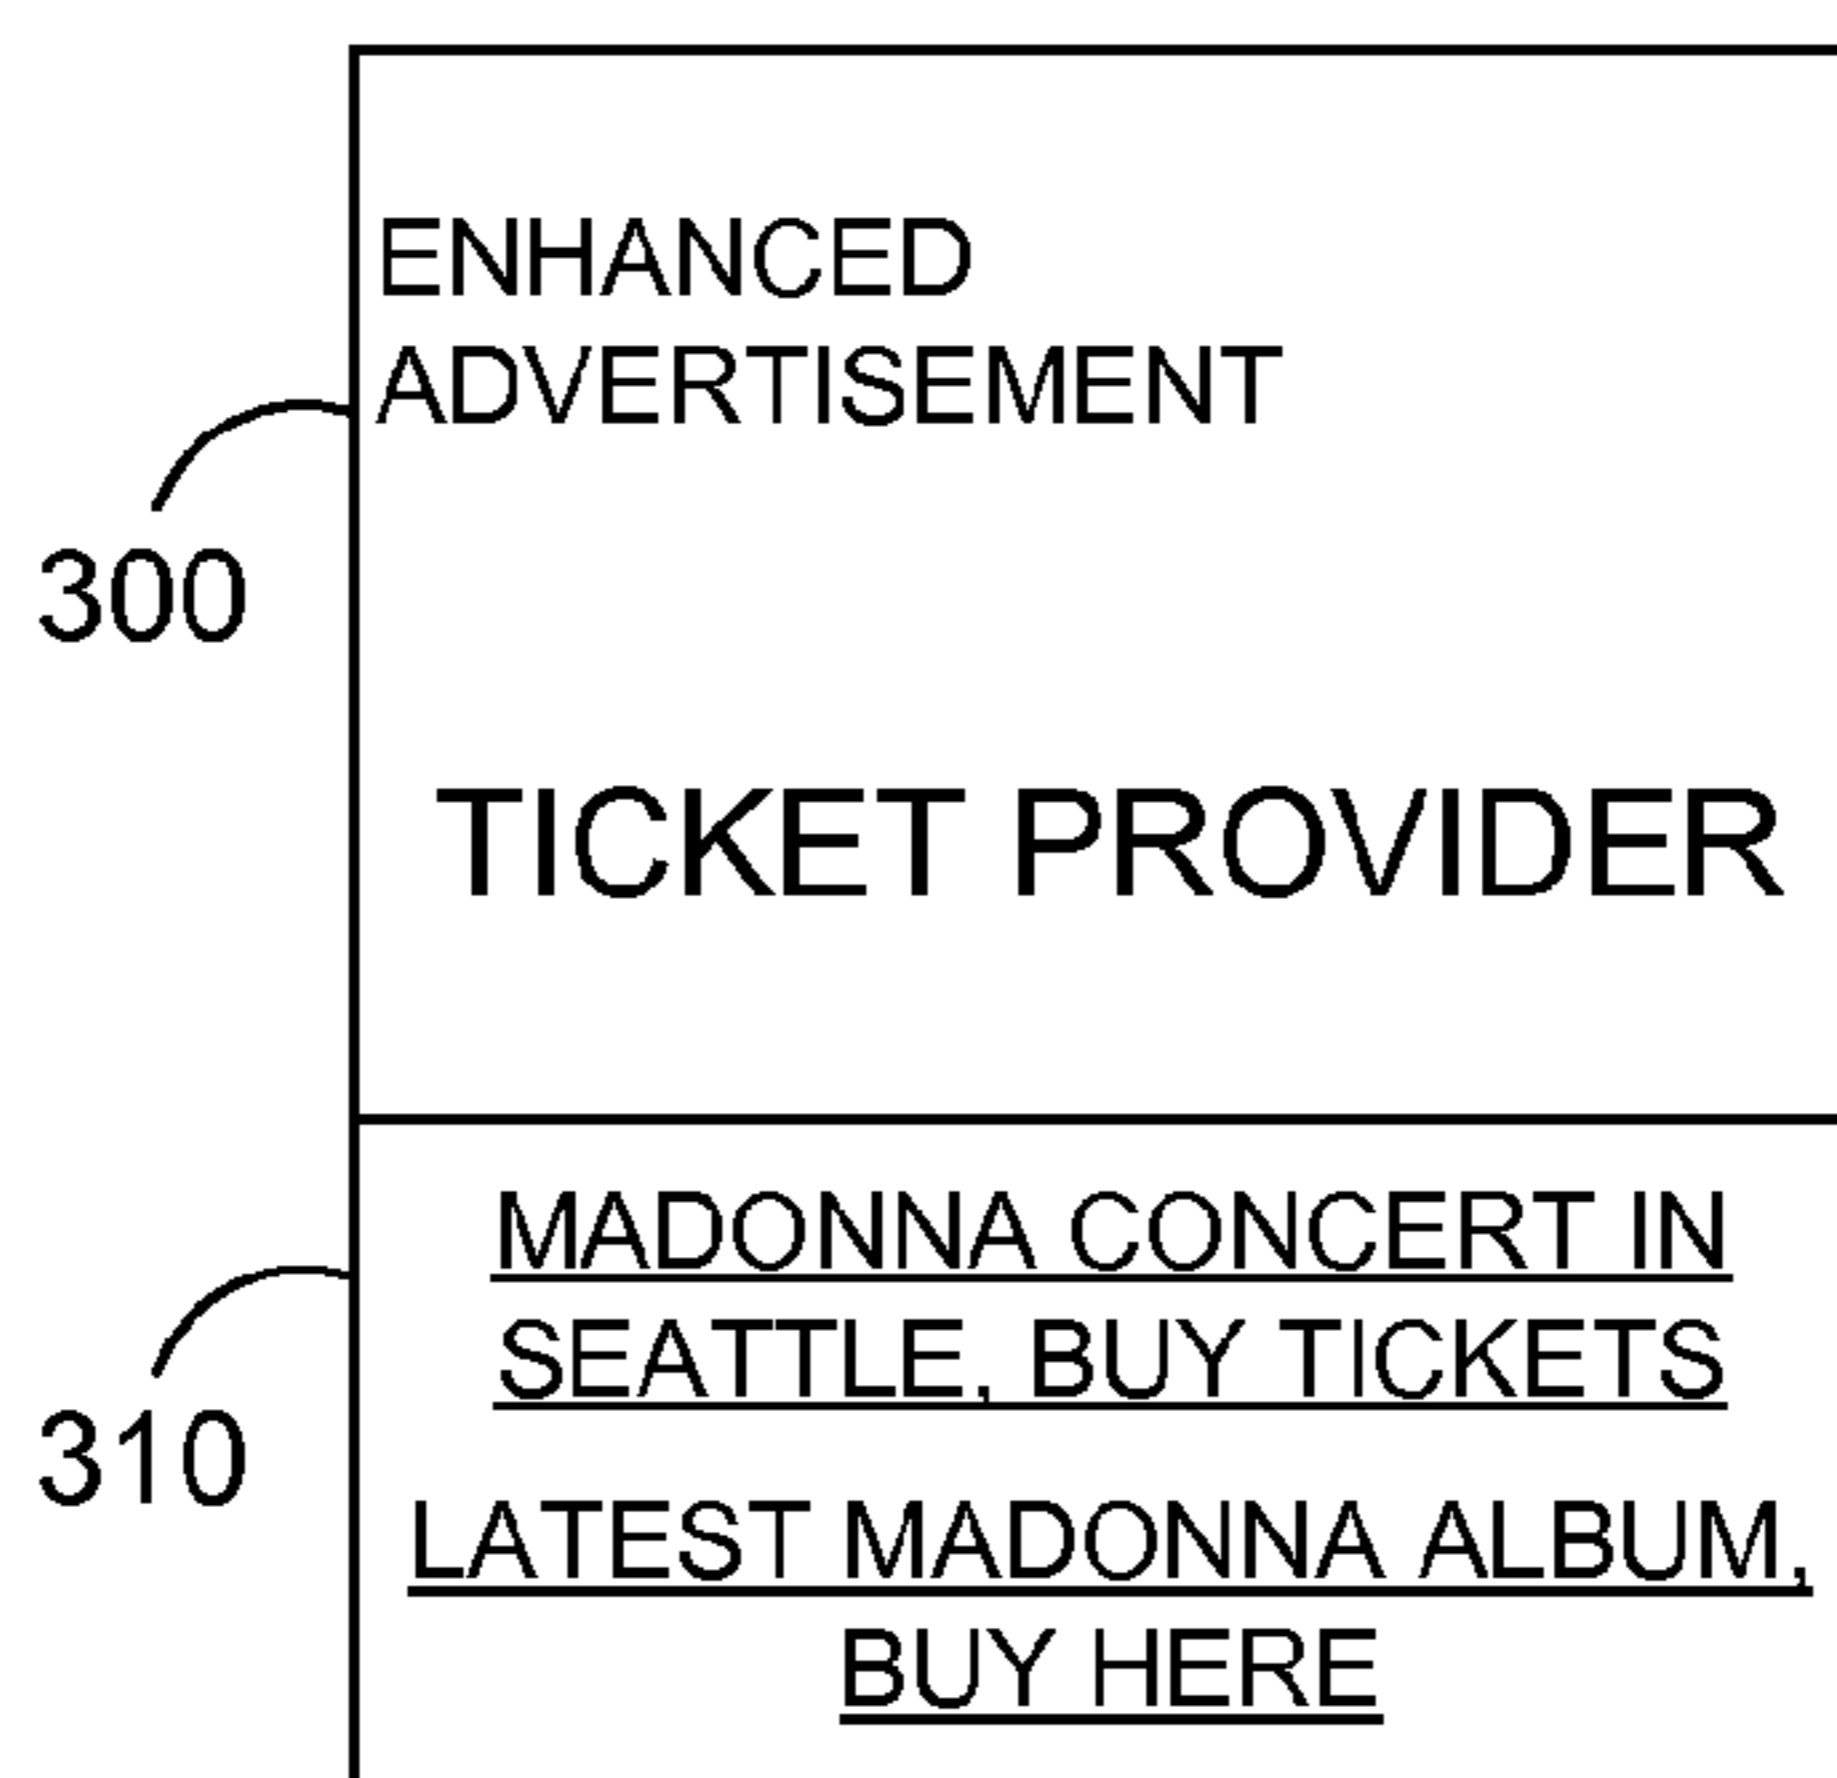 ENHANCED
ADVERTISEMENT
300
TICKET PROVIDER
MADONNA CONCERT IN
SEATTLE, BUY TICKETS
310
LATEST MADONNA ALBUM,
BUY HERE